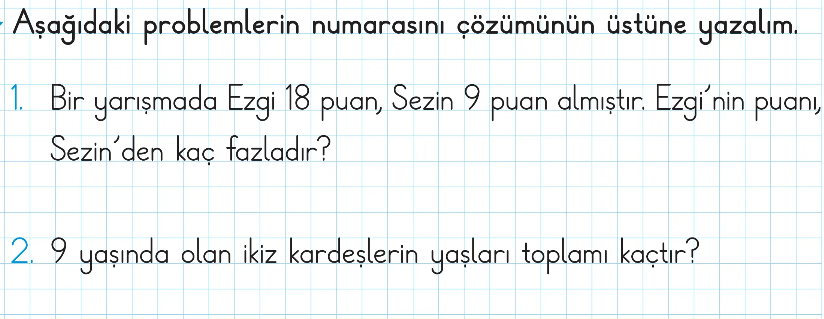 Aşağıdaki problemlerin numarasını çözümünün üstüne yazalım.
1. Bir yarışmada Ezgi 18 puan, Sezin 9 puan almıştır. Ezgi'nin puanı,
Sezin'den kaç fazladır?
2. 9 yaşında olan ikiz kardeşlerin yaşları toplamı kaçtır?